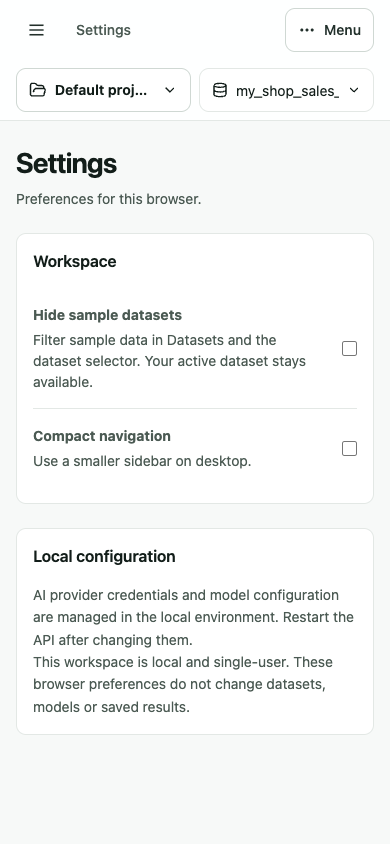 Settings
Menu
Default proj...
my_shop_sales_
Settings
Preferences for this browser.
Workspace
Hide sample datasets
Filter sample data in Datasets and the
dataset selector. Your active dataset stays
available.
Compact navigation
Use a smaller sidebar on desktop.
Local configuration
AI provider credentials and model configuration
are managed in the local environment. Restart the
API after changing them.
This workspace is local and single-user. These
browser preferences do not change datasets,
models or saved results.